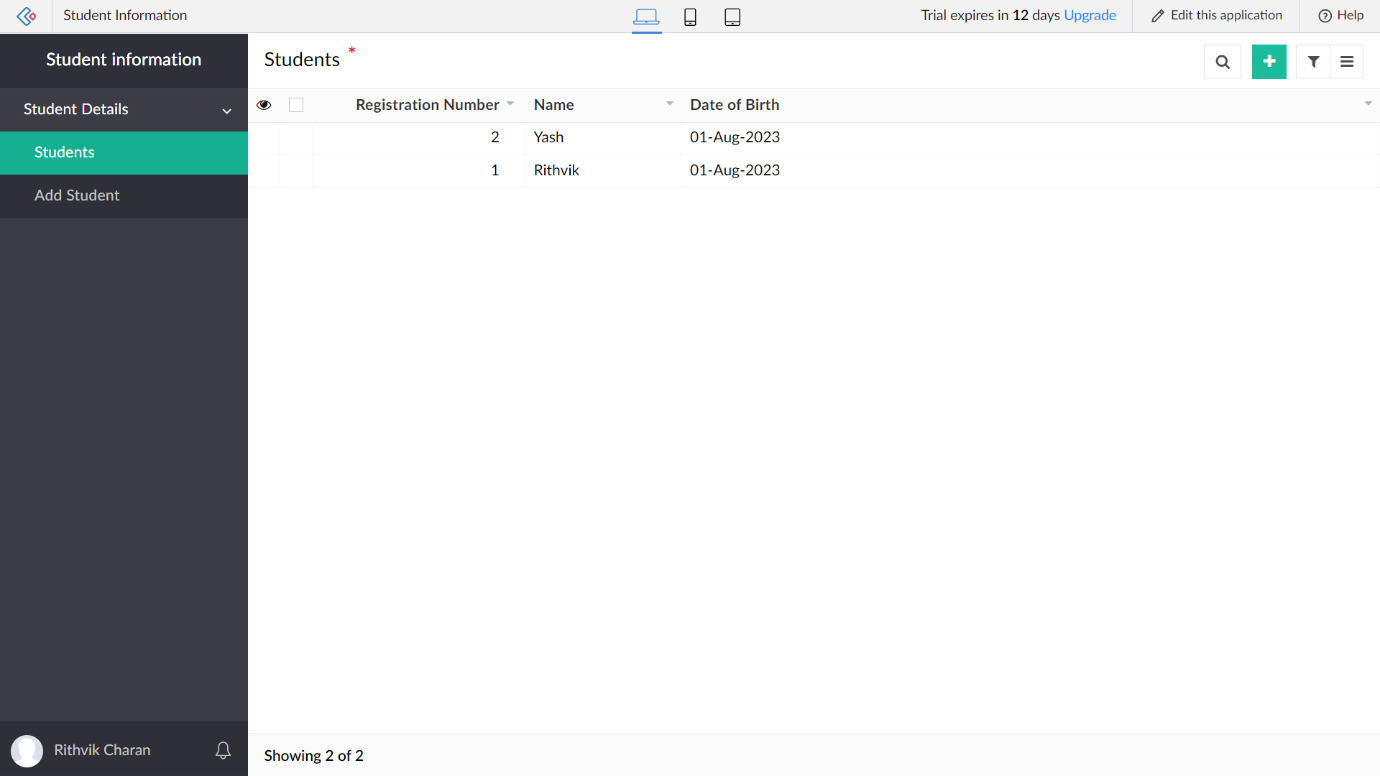 Student Information
Trial expires in 12 days Upgrade
Edit this application
Help
Student information
Student Details
Students
Add Student
Students *
Registration Number Name Date of Birth
2 Yash 01-Aug-2023
1 Rithvik 01-Aug-2023
Rithvik Charan
Showing 2 of 2